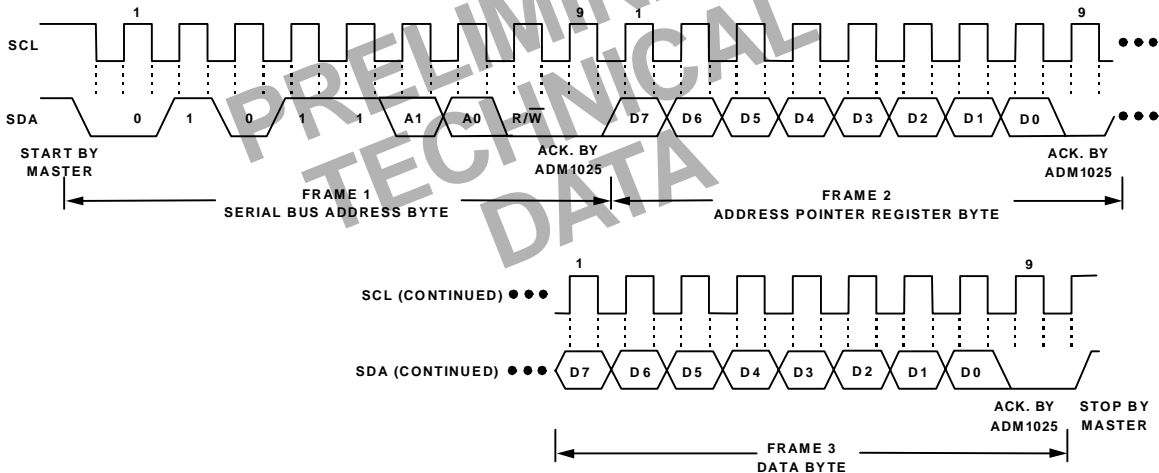 1 9 1 9
SCL
SDA 0 1 0 1 1 A1 A0 R/W̅ D7 D6 D5 D4 D3 D2 D1 D0
START BY
MASTER
ACK. BY
ADM1025
ACK. BY
ADM1025
FRAME 1
SERIAL BUS ADDRESS BYTE
FRAME 2
ADDRESS POINTER REGISTER BYTE
PRELIMIN
TECHNICAL
DATA
1 9
SCL (CONTINUED)
SDA (CONTINUED) D7 D6 D5 D4 D3 D2 D1 D0
ACK. BY
ADM1025
STOP BY
MASTER
FRAME 3
DATA BYTE